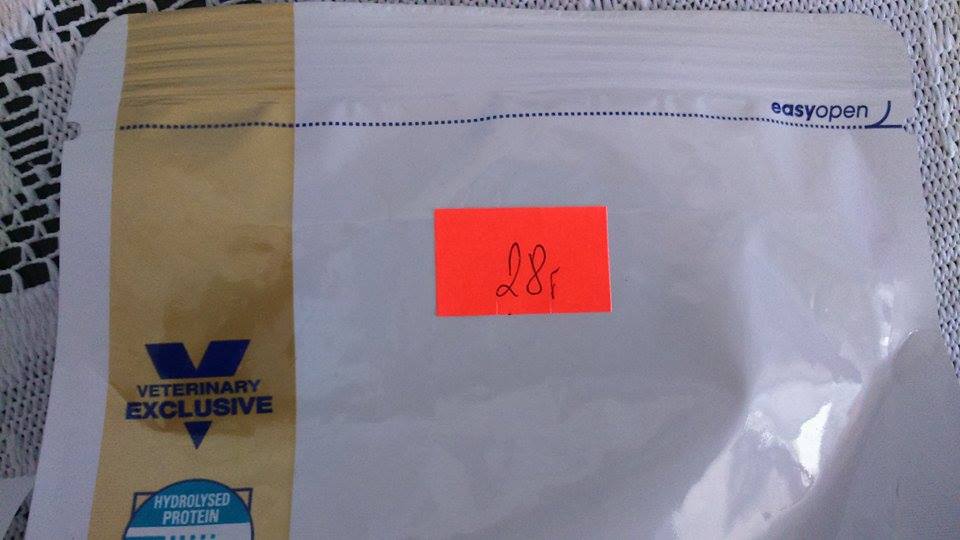 easyopen
28г
VETERINARY
EXCLUSIVE
HYDROLYSED
PROTEIN